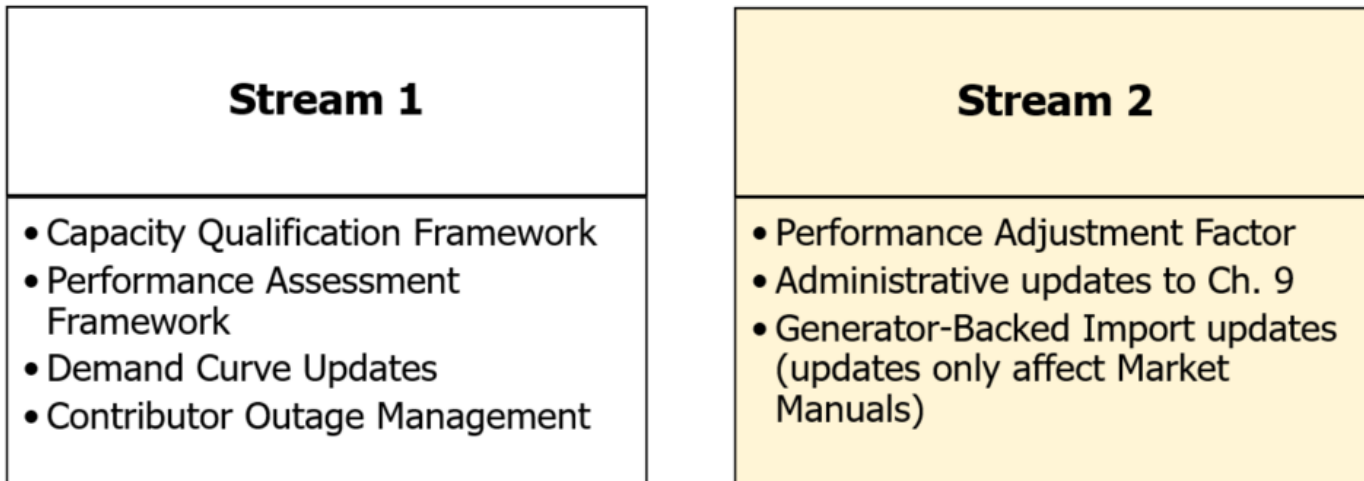 Stream 1
• Capacity Qualification Framework
• Performance Assessment
Framework
• Demand Curve Updates
• Contributor Outage Management
Stream 2
• Performance Adjustment Factor
• Administrative updates to Ch. 9
• Generator-Backed Import updates
(updates only affect Market
Manuals)